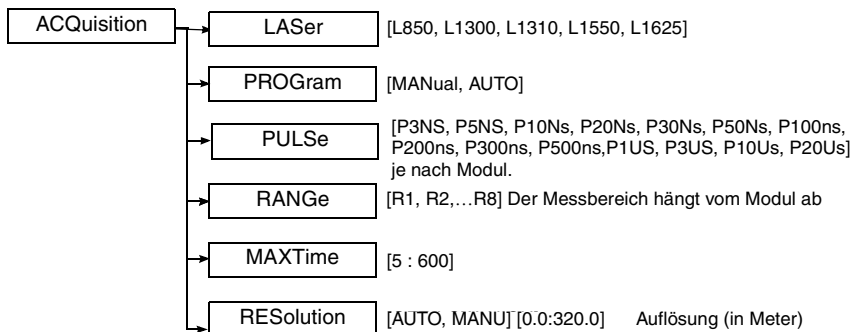 ACQuisition
LASer [L850, L1300, L1310, L1550, L1625]
PROGram [MANual, AUTO]
PULSe [P3NS, P5NS, P10Ns, P20Ns, P30Ns, P50Ns, P100ns,
P200ns, P300ns, P500ns,P1US, P3US, P10Us, P20Us]
je nach Modul.
RANGe [R1, R2,…R8] Der Messbereich hängt vom Modul ab
MAXTime [5 : 600]
RESolution [AUTO, MANU] [0.0:320.0] Auflösung (in Meter)